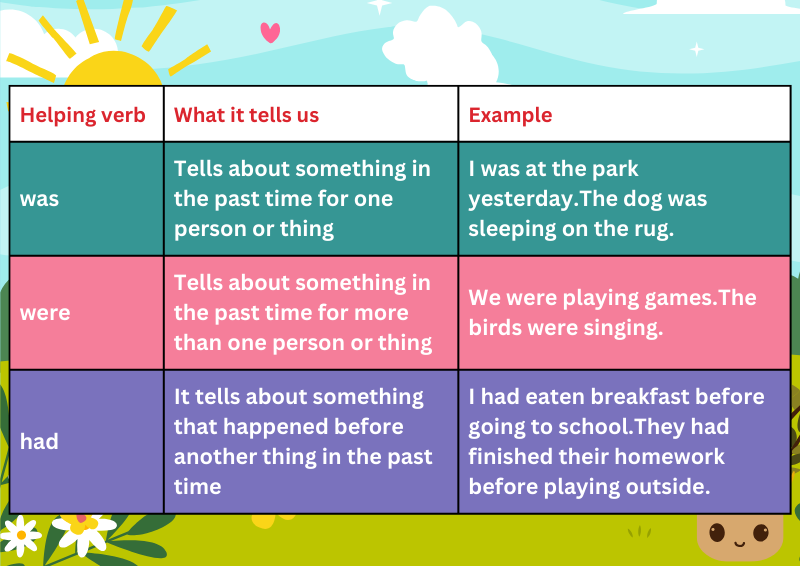 Helping verb
What it tells us
Example
was
Tells about something in
the past time for one
person or thing
I was at the park
yesterday.The dog was
sleeping on the rug.
were
Tells about something in
the past time for more
than one person or thing
We were playing games.The
birds were singing.
had
It tells about something
that happened before
another thing in the past
time
I had eaten breakfast before
going to school.They had
finished their homework
before playing outside.